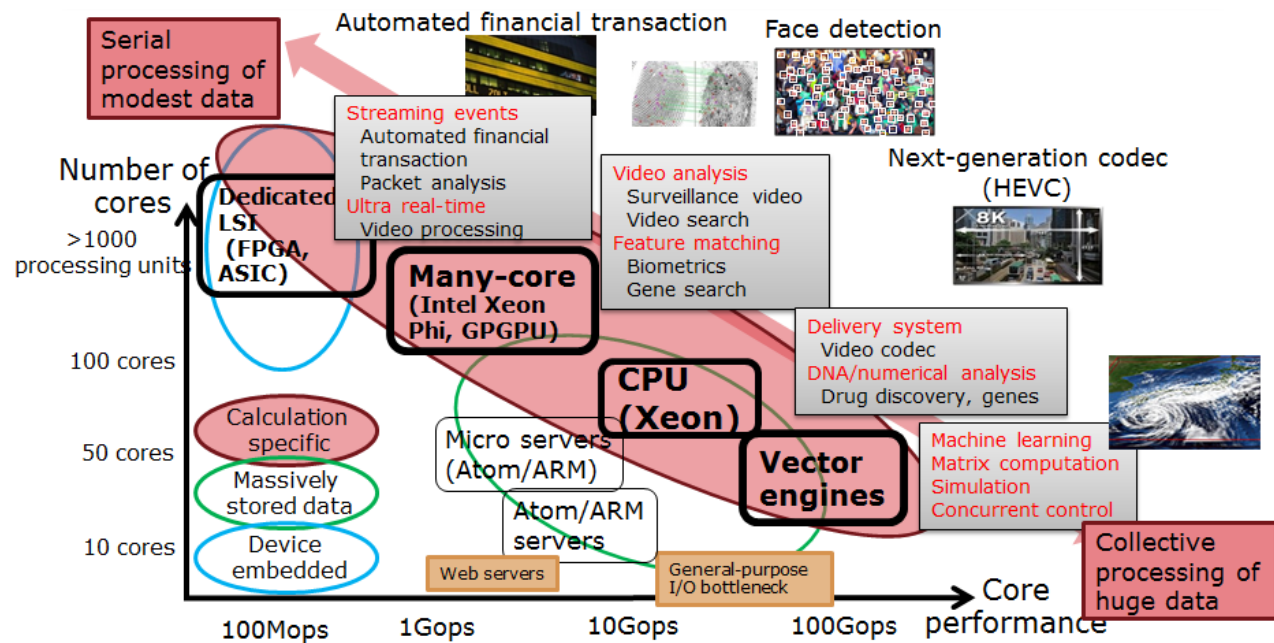 Automated financial transaction
Face detection
Serial
processing of
modest data
Streaming events
Automated financial
transaction
Packet analysis
Ultra real-time
Video processing
Video analysis
Surveillance video
Video search
Feature matching
Biometrics
Gene search
Next-generation codec
(HEVC)
8K
Number of
cores
>1000
processing units
100 cores
50 cores
10 cores
Dedicated
LSI
(FPGA,
ASIC)
Many-core
(Intel Xeon
Phi, GPGPU)
CPU
(Xeon)
Vector
engines
Delivery system
Video codec
DNA/numerical analysis
Drug discovery, genes
Machine learning
Matrix computation
Simulation
Concurrent control
Calculation
specific
Massively
stored data
Device
embedded
Micro servers
(Atom/ARM)
Atom/ARM
servers
Web servers
General-purpose
I/O bottleneck
Collective
processing of
huge data
Core
performance
100Mops
1Gops
10Gops
100Gops